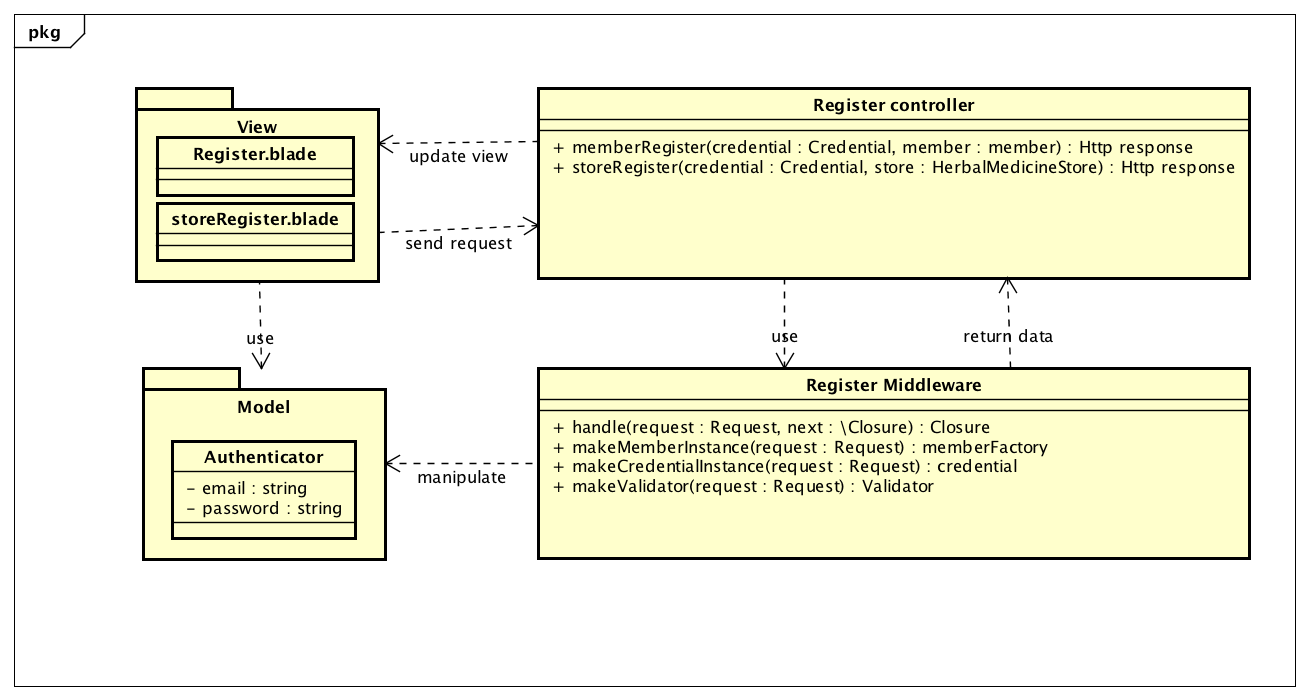 pkg
View
Register.blade
storeRegister.blade
update view
send request
Register controller
+ memberRegister(credential : Credential, member : member) : Http response
+ storeRegister(credential : Credential, store : HerbalMedicineStore) : Http response
use
use
return data
Model
Authenticator
- email : string
- password : string
manipulate
Register Middleware
+ handle(request : Request, next : \Closure) : Closure
+ makeMemberInstance(request : Request) : memberFactory
+ makeCredentialInstance(request : Request) : credential
+ makeValidator(request : Request) : Validator